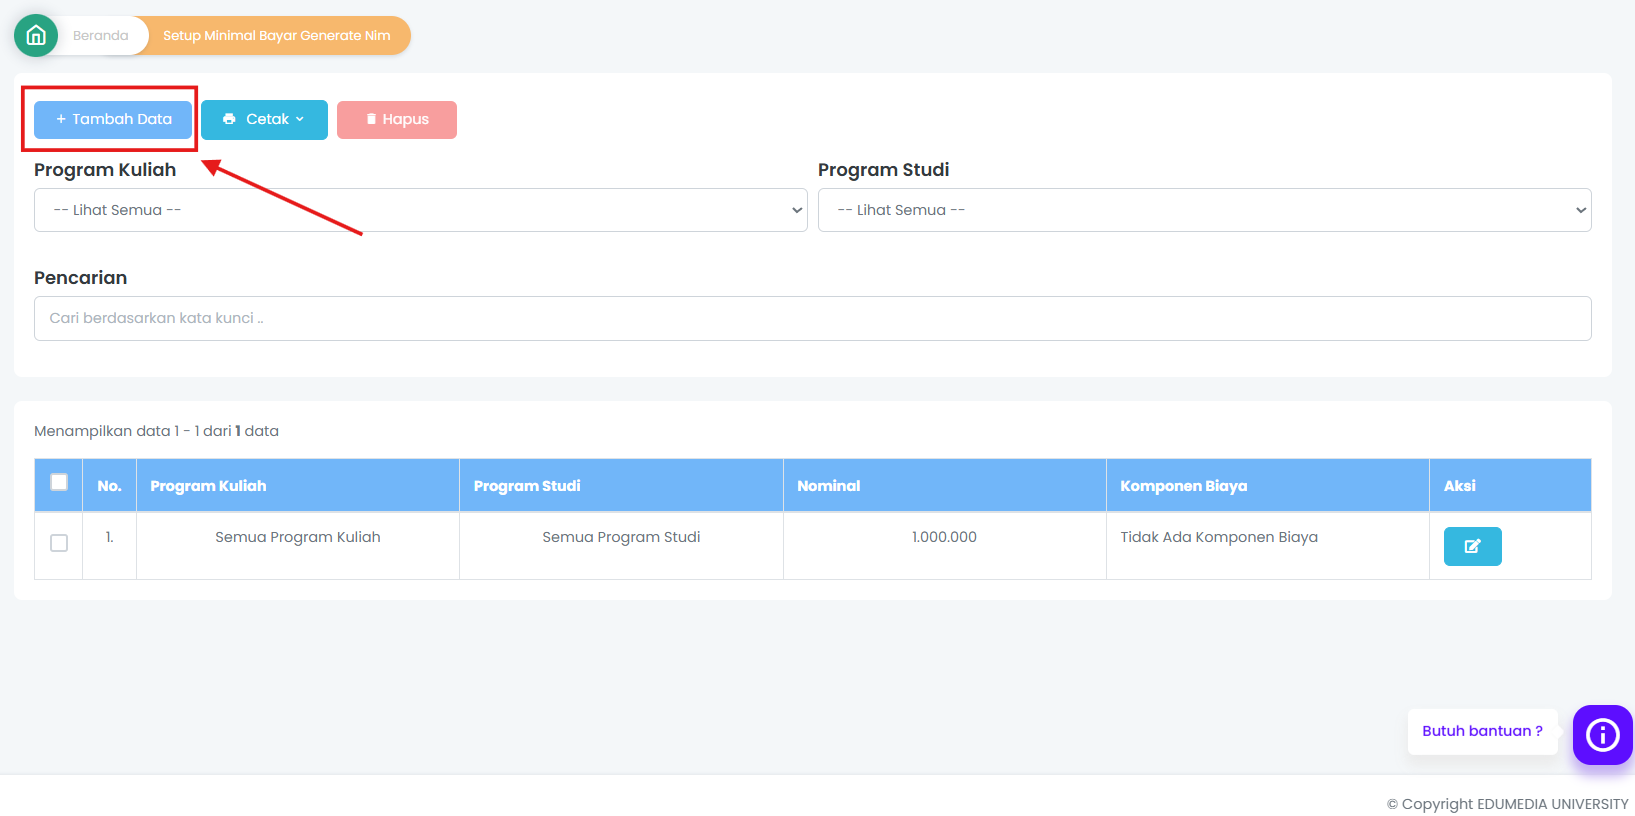 Beranda Setup Minimal Bayar Generate Nim
+ Tambah Data Cetak Hapus
Program Kuliah Program Studi
-- Lihat Semua -- -- Lihat Semua --
Pencarian
Cari berdasarkan kata kunci ..
Menampilkan data 1 - 1 dari 1 data
No. Program Kuliah Program Studi Nominal Komponen Biaya Aksi
1. Semua Program Kuliah Semua Program Studi 1.000.000 Tidak Ada Komponen Biaya
Butuh bantuan ?
© Copyright EDUMEDIA UNIVERSITY